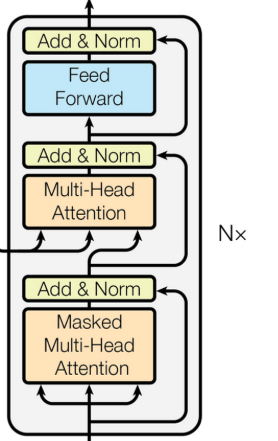 Add & Norm
Feed
Forward
Add & Norm
Multi-Head
Attention
N×
Add & Norm
Masked
Multi-Head
Attention